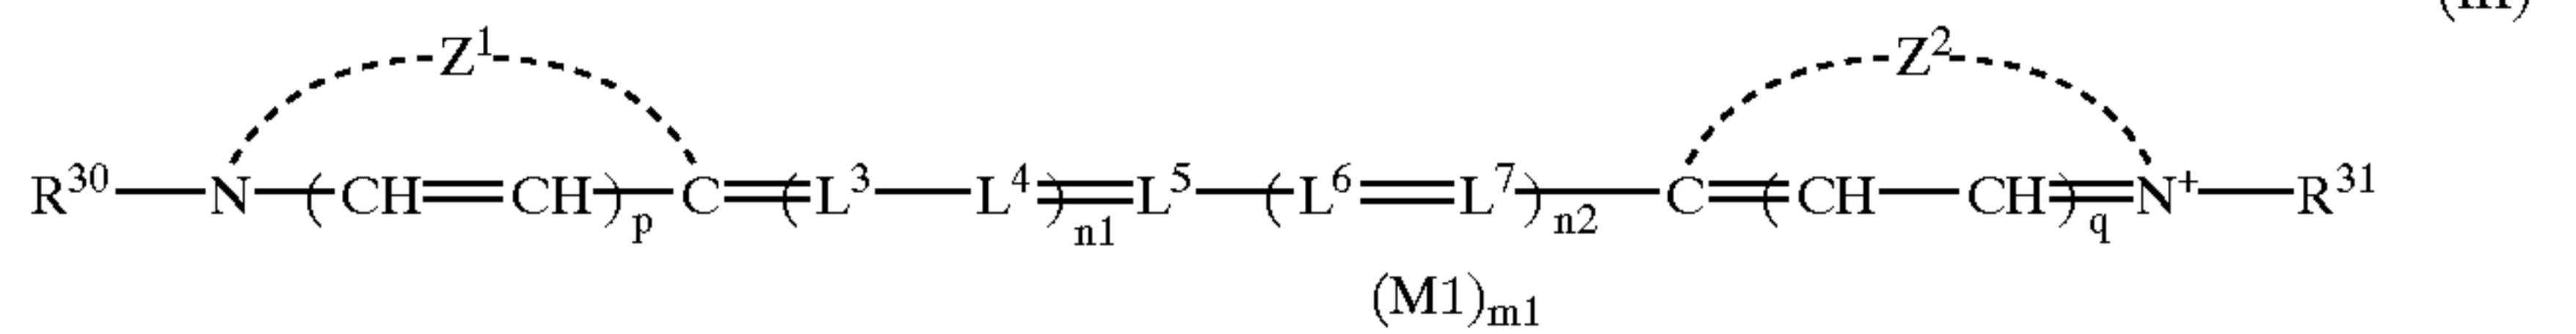 (III)
Z¹ Z²
R³⁰—N—(CH=CH)ₚ—C=(L³—L⁴)ₙ₁=L⁵—(L⁶=L⁷)ₙ₂—C=(CH—CH)q=N⁺—R³¹
(M1)ₘ₁